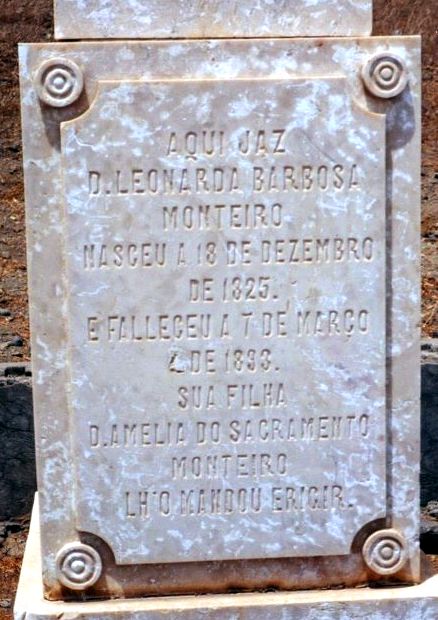 AQUI JAZ
D. LEONARDA BARBOSA
MONTEIRO
NASCEU A 18 DE DEZEMBRO
DE 1825.
E FALLECEU A 7 DE MARÇO
DE 1893.
SUA FILHA
D. AMELIA DO SACRAMENTO
MONTEIRO
LH'O MANDOU ERIGIR.